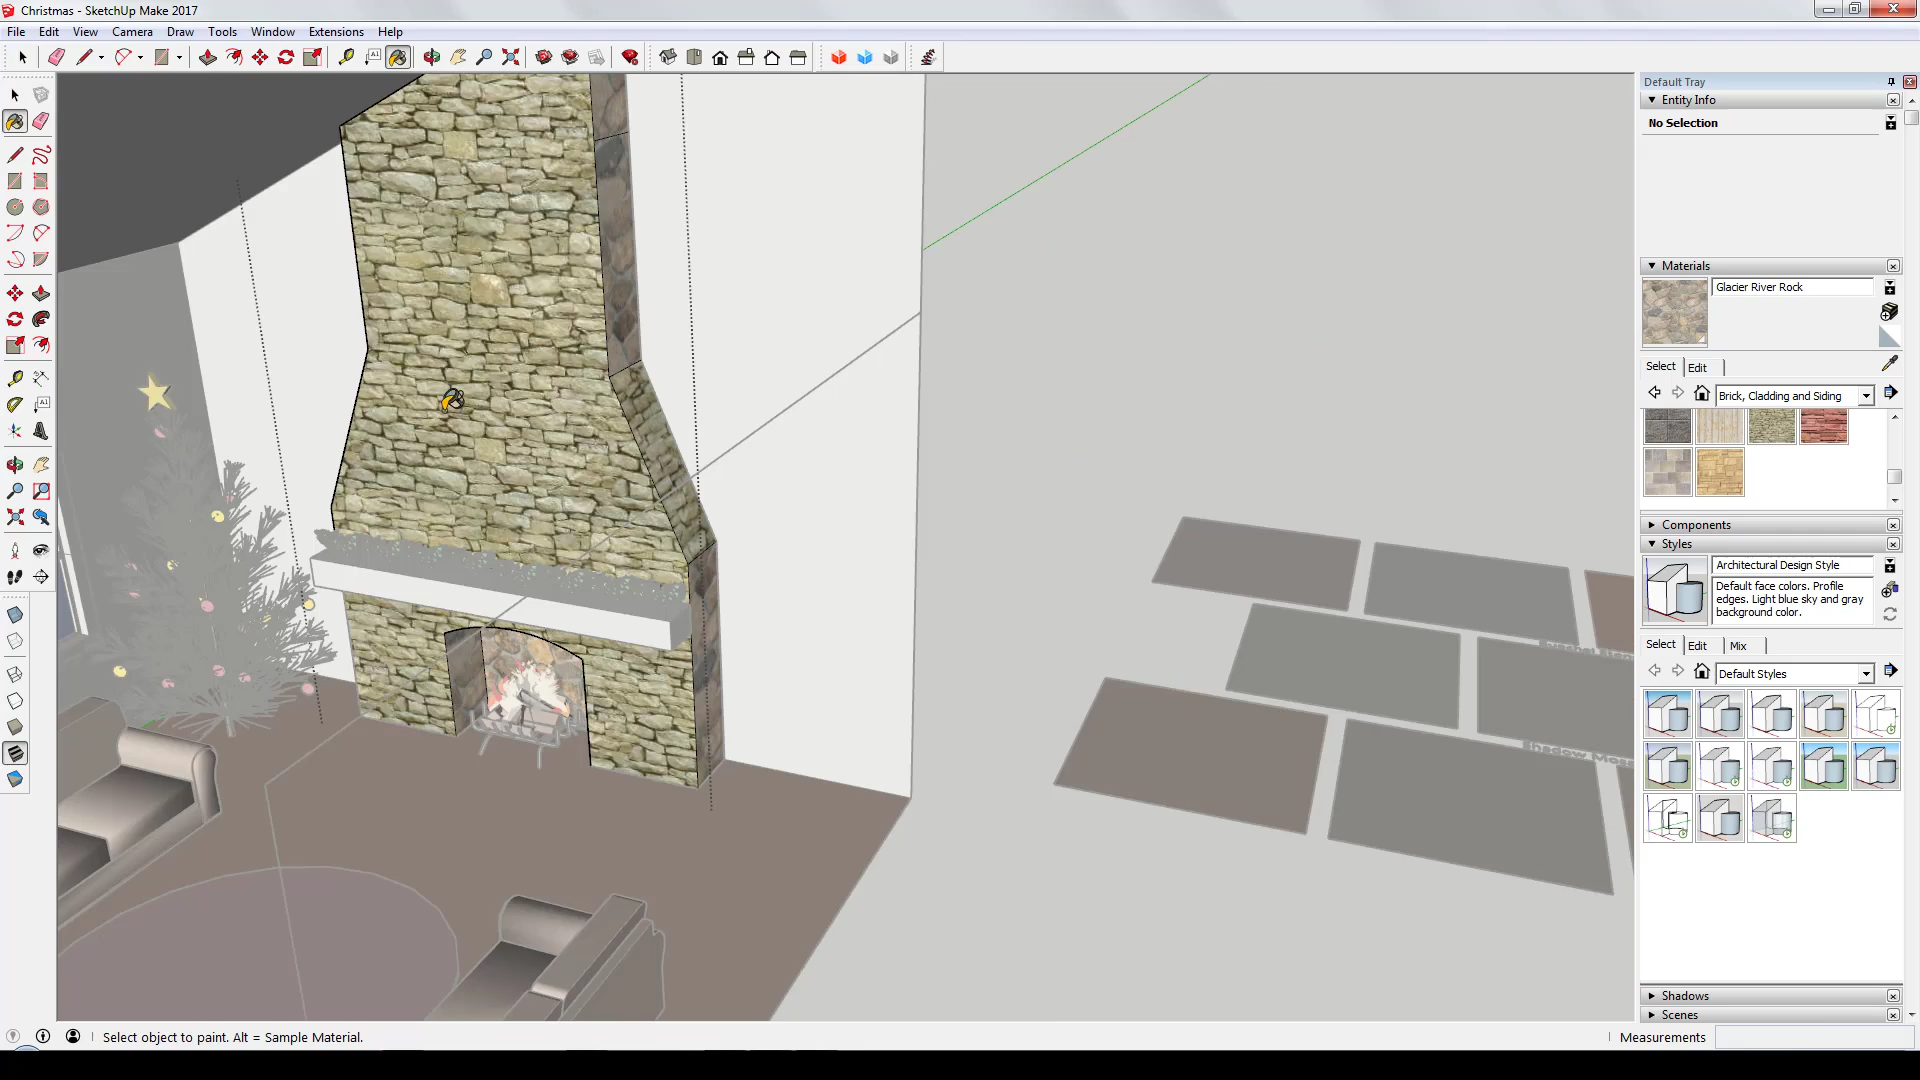 Christmas - SketchUp Make 2017
File Edit View Camera Draw Tools Window Extensions Help
Default Tray
Entity Info
No Selection
Materials
Glacier River Rock
Select Edit
Brick, Cladding and Siding
Components
Styles
Architectural Design Style
Default face colors. Profile
edges. Light blue sky and gray
background color.
Select Edit Mix
Default Styles
Shadows
Scenes
Select object to paint. Alt = Sample Material.
Measurements